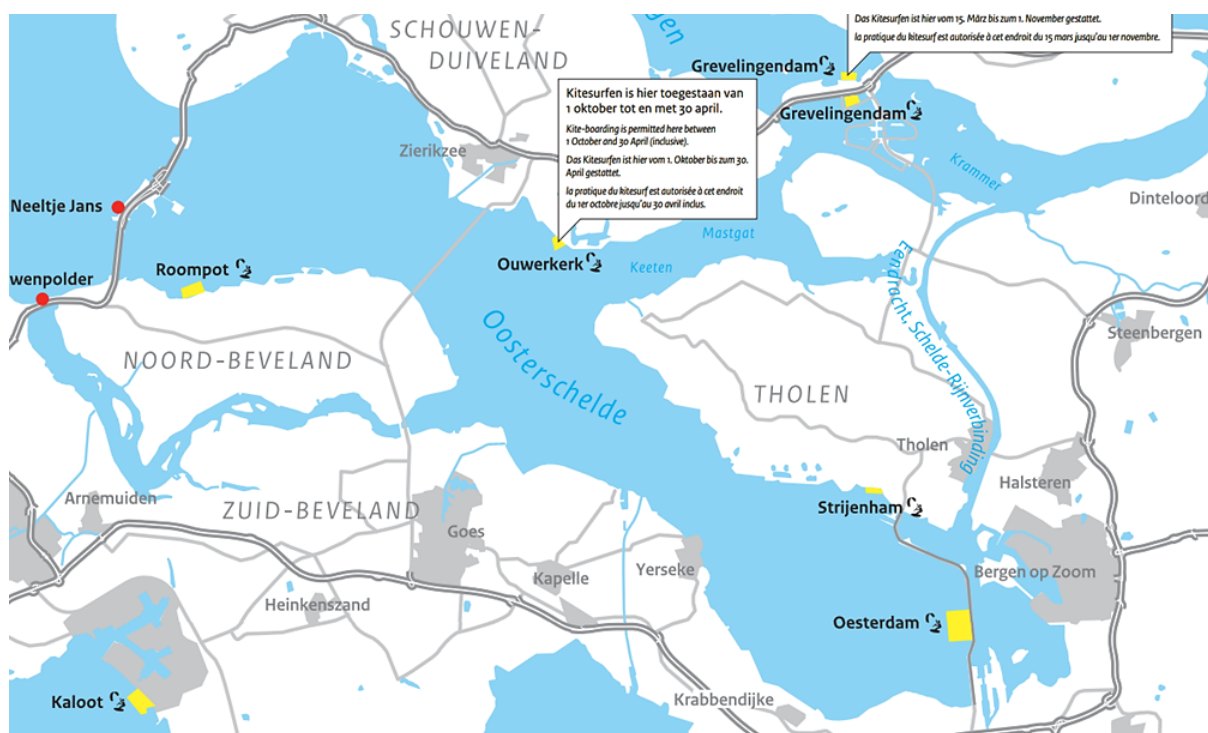 Das Kitesurfen ist hier vom 15. März bis zum 1. November gestattet.
la pratique du kitesurf est autorisée à cet endroit du 15 mars jusqu'au 1er novembre.
SCHOUWEN-
DUIVELAND
Grevelingendam
Grevelingendam
Kitesurfen is hier toegestaan van
1 oktober tot en met 30 april.
Kite-boarding is permitted here between
1 October and 30 April (inclusive).
Das Kitesurfen ist hier vom 1. Oktober bis zum 30.
April gestattet.
la pratique du kitesurf est autorisée à cet endroit
du 1er octobre jusqu'au 30 avril inclus.
Zierikzee
Krammer
Dinteloord
Neeltje Jans
Mastgat
Roompot
Ouwerkerk
Keeten
wenpolder
Eendracht, Schelde-Rijnverbinding
Steenbergen
Oosterschelde
NOORD-BEVELAND
THOLEN
Tholen
Halsteren
Arnemuiden
ZUID-BEVELAND
Strijenham
Goes
Kapelle
Yerseke
Bergen op Zoom
Heinkenszand
Oesterdam
Kaloot
Krabbendijke